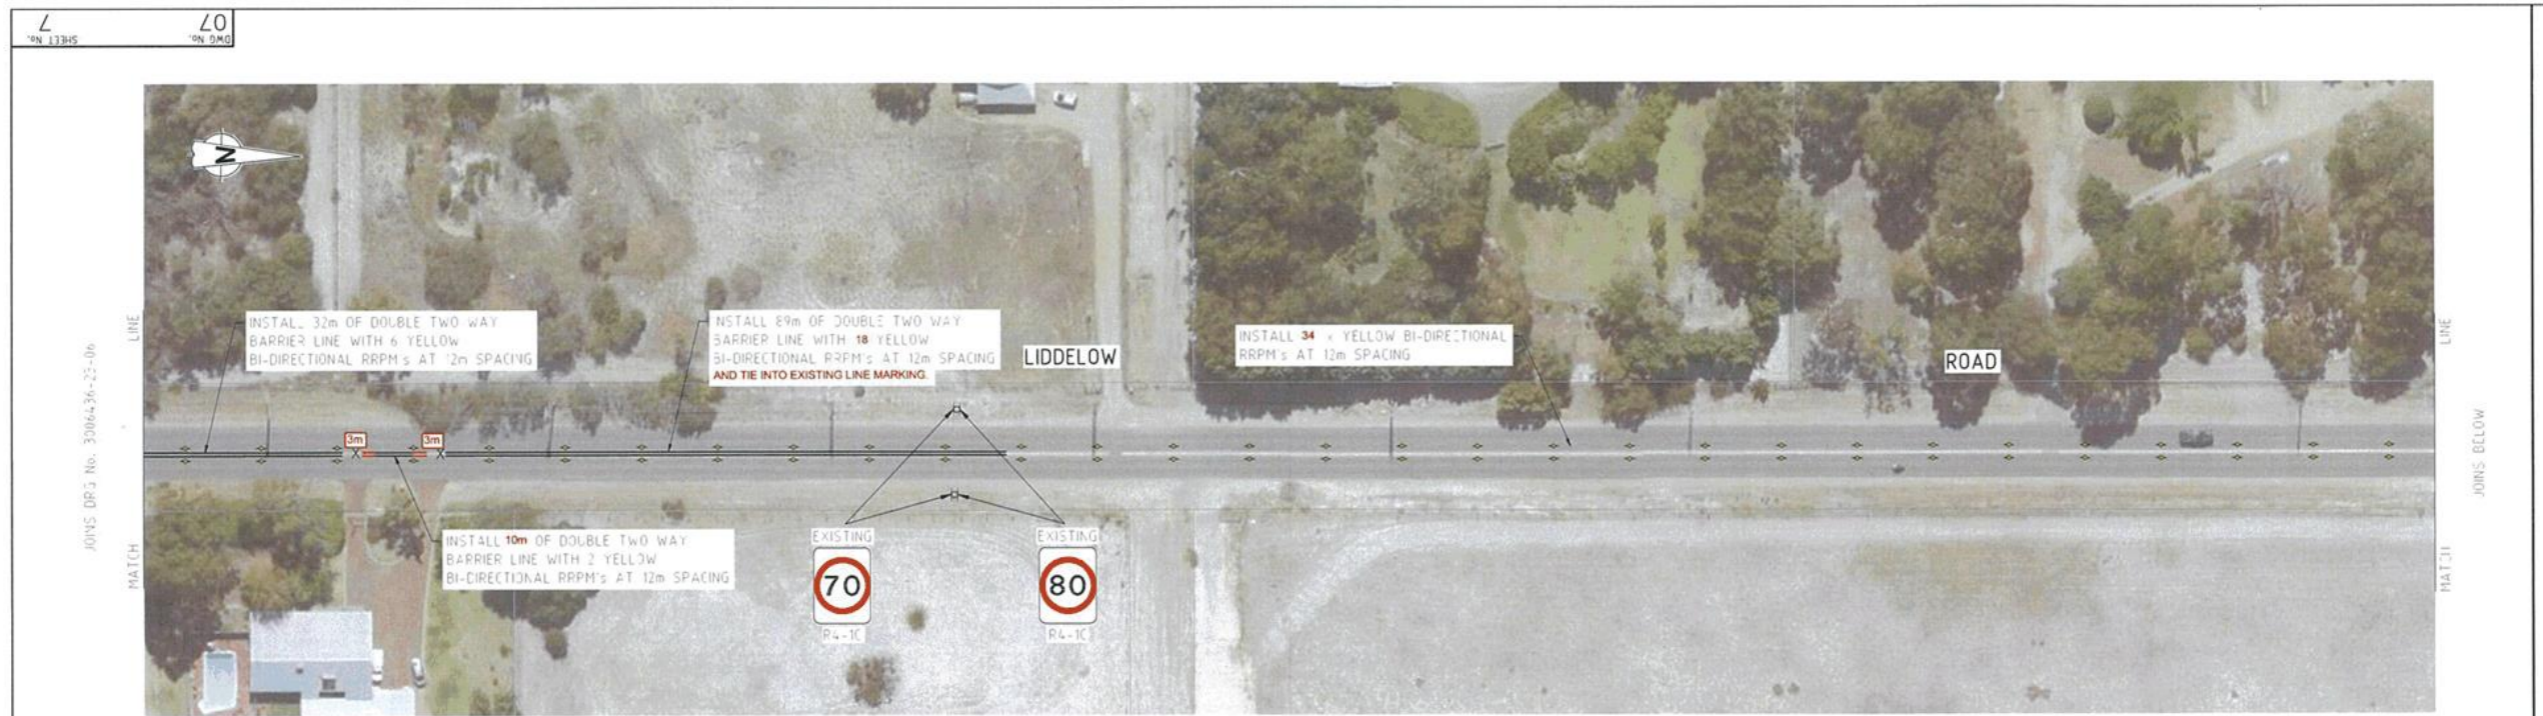 DWG No.
07
SHEET No.
7
JOINS DRG No. 3006436-23-06
MATCH
LINE
N
INSTALL 32m OF DOUBLE TWO WAY
BARRIER LINE WITH 6 YELLOW
BI-DIRECTIONAL RRPM's AT 12m SPACING
NSTALL 89m OF DOUBLE TWO WAY
BARRIER LINE WITH 18 YELLOW
BI-DIRECTIONAL RRPM's AT 12m SPACING
AND TIE INTO EXISTING LINE MARKING.
LIDDELOW
INSTALL 34 x YELLOW BI-DIRECTIONAL
RRPM's AT 12m SPACING
ROAD
3m
3m
INSTALL 10m OF DOUBLE TWO WAY
BARRIER LINE WITH 2 YELLOW
BI-DIRECTIONAL RRPM's AT 12m SPACING
EXISTING
70
R4-1C
EXISTING
80
R4-1C
MATCH
LINE
JOINS BELOW